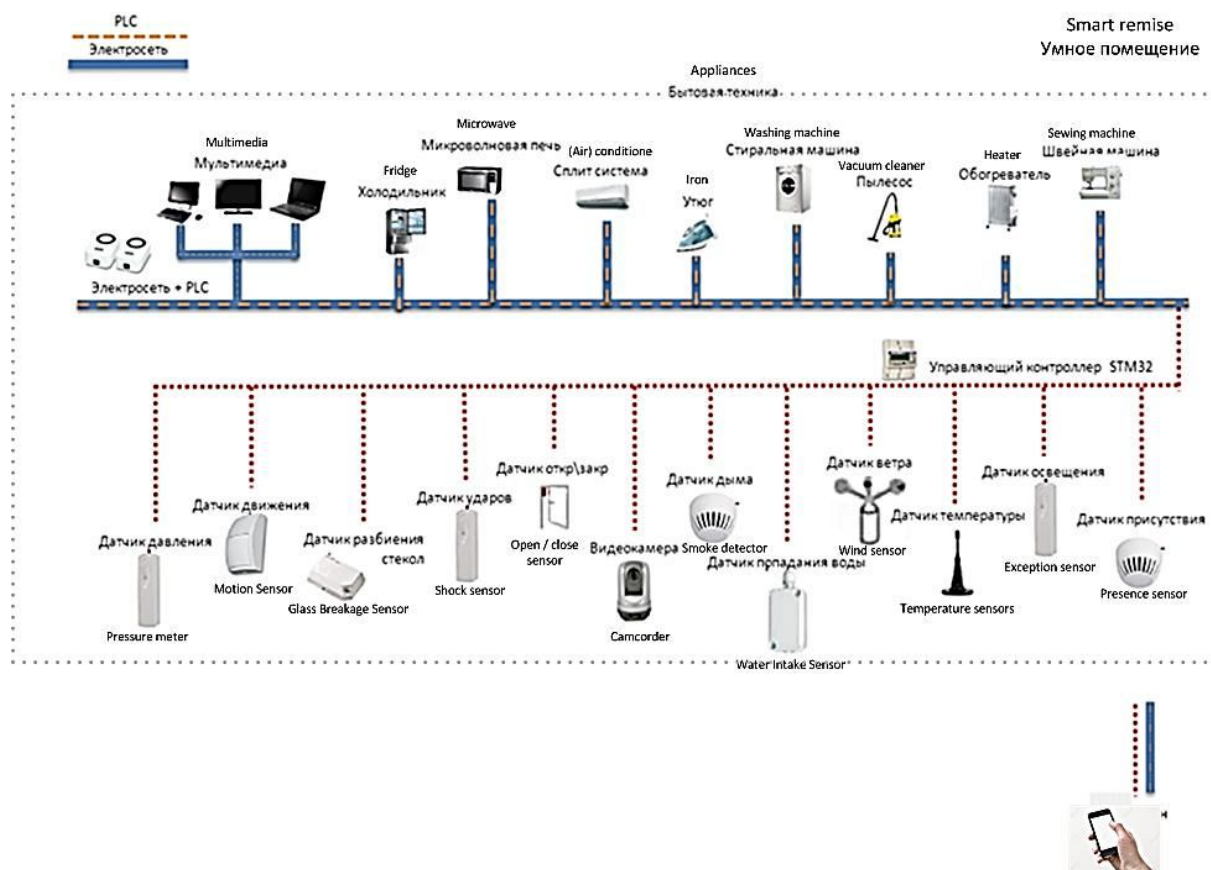 PLC
Электросеть
Smart remise
Умное помещение
Appliances
Бытовая техника
Multimedia
Мультимедиа
Fridge
Холодильник
Microwave
Микроволновая печь
(Air) conditione
Сплит система
Iron
Утюг
Washing machine
Стиральная машина
Vacuum cleaner
Пылесос
Heater
Обогреватель
Sewing machine
Швейная машина
Электросеть + PLC
Управляющий контроллер STM32
Датчик давления
Pressure meter
Датчик движения
Motion Sensor
Датчик разбиения
стекол
Glass Breakage Sensor
Датчик ударов
Shock sensor
Датчик откр\закр
Open / close
sensor
Видеокамера
Camcorder
Датчик дыма
Smoke detector
Датчик ппадания воды
Water Intake Sensor
Датчик ветра
Wind sensor
Датчик температуры
Temperature sensors
Датчик освещения
Exception sensor
Датчик присутствия
Presence sensor